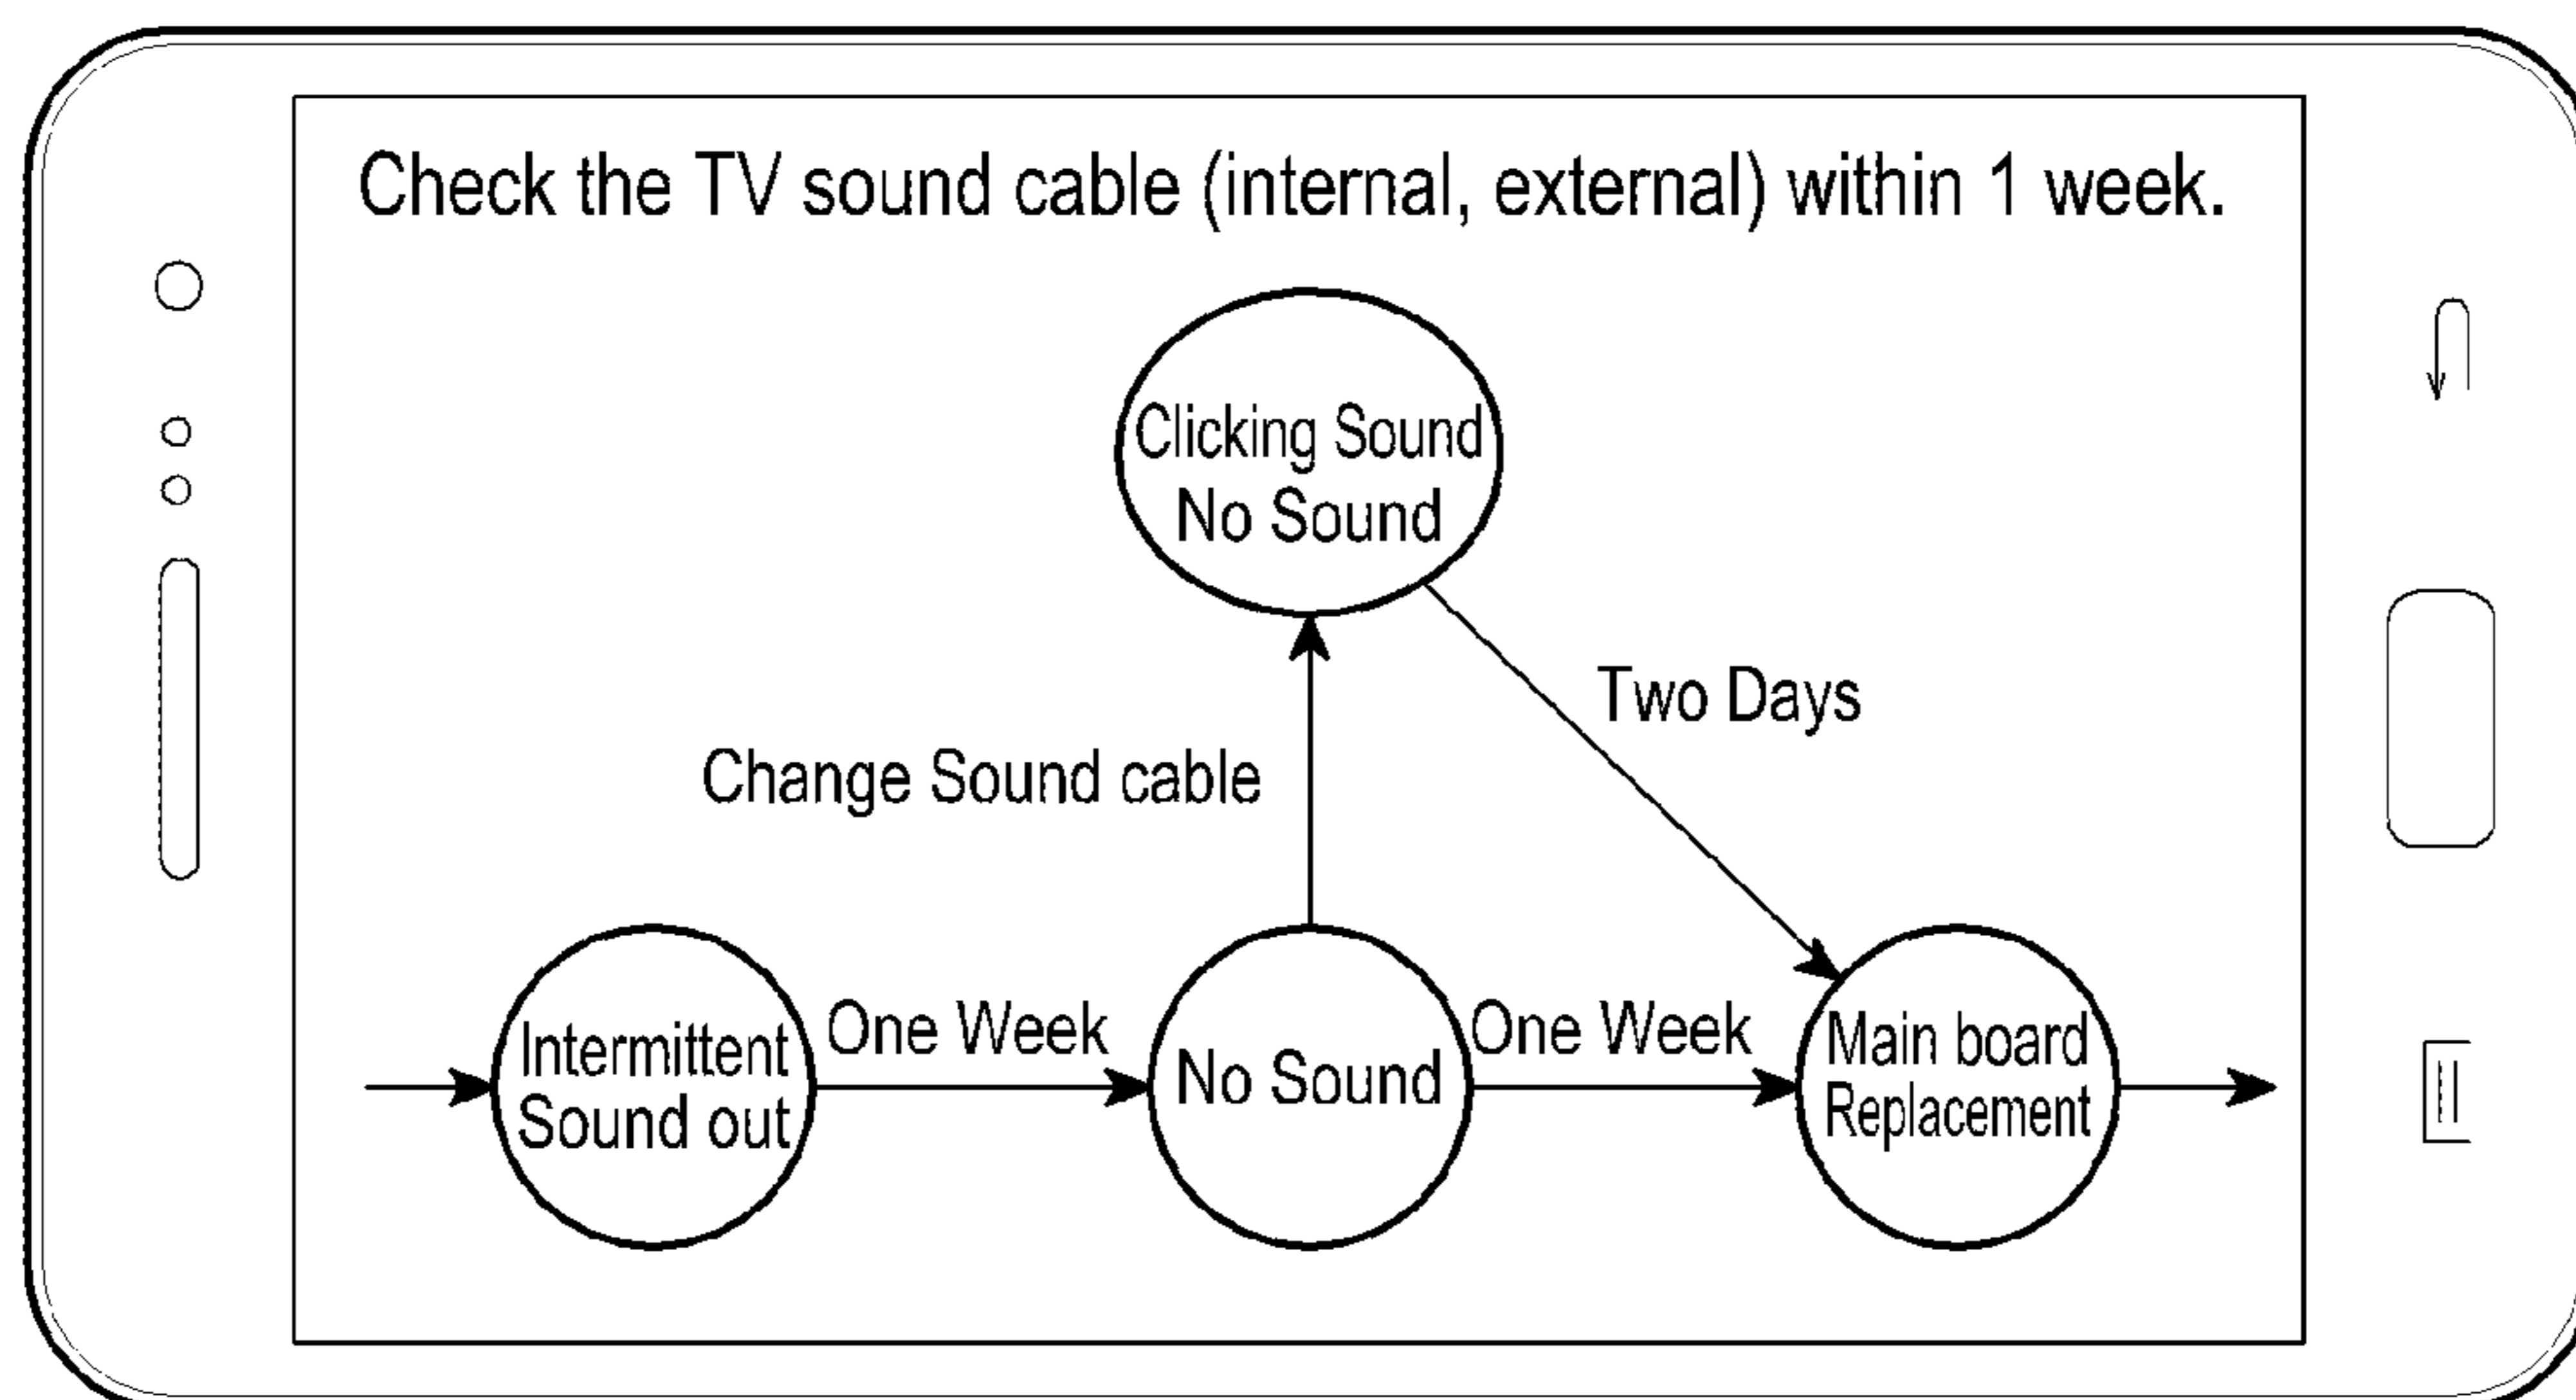 Check the TV sound cable (internal, external) within 1 week.
Clicking Sound
No Sound
Two Days
Change Sound cable
Intermittent
Sound out
One Week
No Sound
One Week
Main board
Replacement